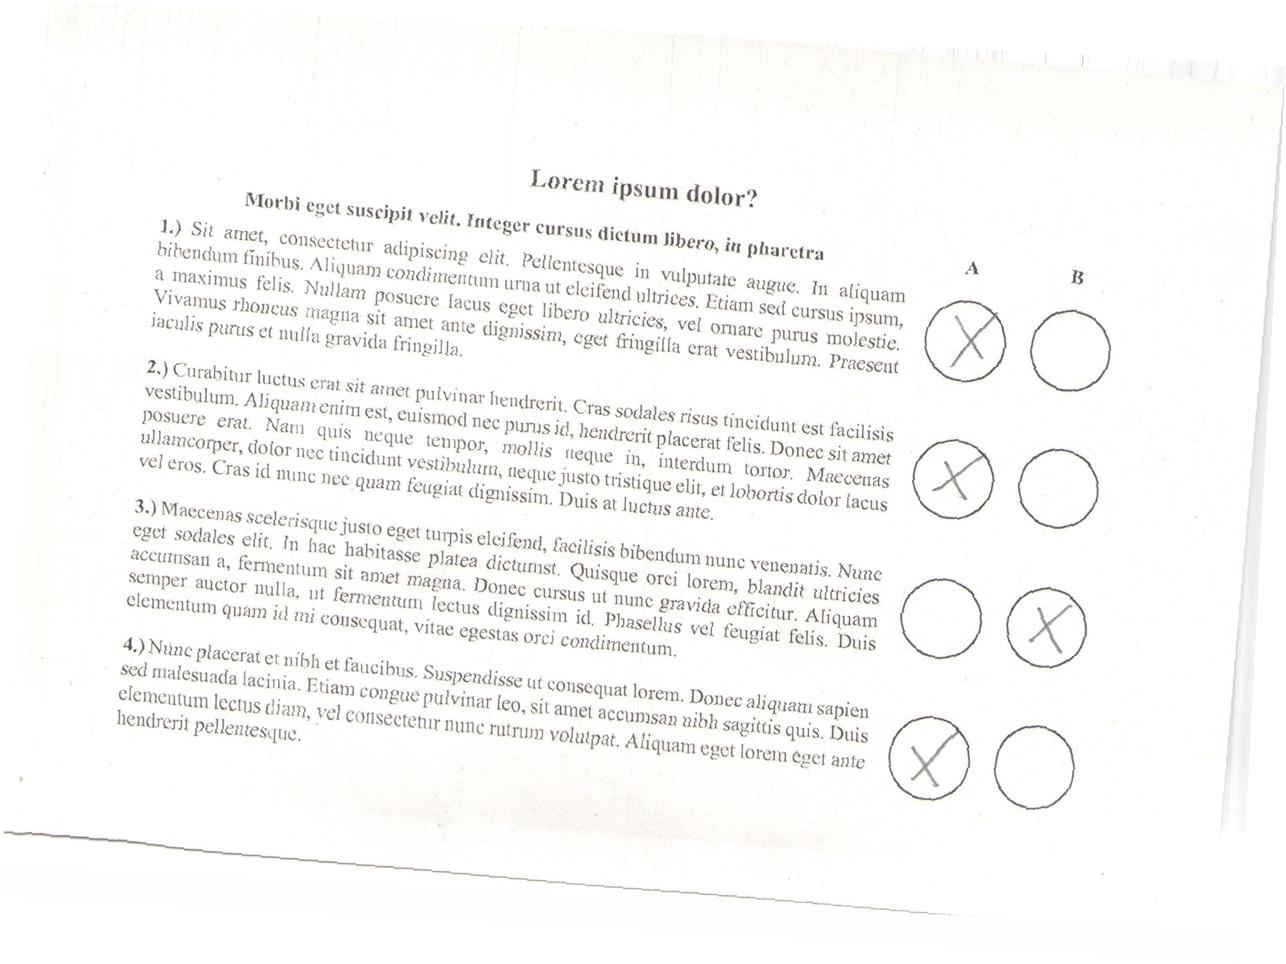 Lorem ipsum dolor?
Morbi eget suscipit velit. Integer cursus dictum libero, in pharetra
A B
1.) Sit amet, consectetur adipiscing elit. Pellentesque in vulputate augue. In aliquam
bibendum finibus. Aliquam condimentum urna ut eleifend ultrices. Etiam sed cursus ipsum,
a maximus felis. Nullam posuere lacus eget libero ultricies, vel ornare purus molestie.
Vivamus rhoncus magna sit amet ante dignissim, eget fringilla erat vestibulum. Praesent
iaculis purus et nulla gravida fringilla.
X
2.) Curabitur luctus erat sit amet pulvinar hendrerit. Cras sodales risus tincidunt est facilisis
vestibulum. Aliquam enim est, euismod nec purus id, hendrerit placerat felis. Donec sit amet
posuere erat. Nam quis neque tempor, mollis neque in, interdum tortor. Maecenas
ullamcorper, dolor nec tincidunt vestibulum, neque justo tristique elit, et lobortis dolor lacus
vel eros. Cras id nunc nec quam feugiat dignissim. Duis at luctus ante.
X
3.) Maecenas scelerisque justo eget turpis eleifend, facilisis bibendum nunc venenatis. Nunc
eget sodales elit. In hac habitasse platea dictumst. Quisque orci lorem, blandit ultricies
accumsan a, fermentum sit amet magna. Donec cursus ut nunc gravida efficitur. Aliquam
semper auctor nulla, ut fermentum lectus dignissim id. Phasellus vel feugiat felis. Duis
elementum quam id mi consequat, vitae egestas orci condimentum.
X
4.) Nunc placerat et nibh et faucibus. Suspendisse ut consequat lorem. Donec aliquam sapien
sed malesuada lacinia. Etiam congue pulvinar leo, sit amet accumsan nibh sagittis quis. Duis
elementum lectus diam, vel consectetur nunc rutrum volutpat. Aliquam eget lorem eget ante
hendrerit pellentesque.
X